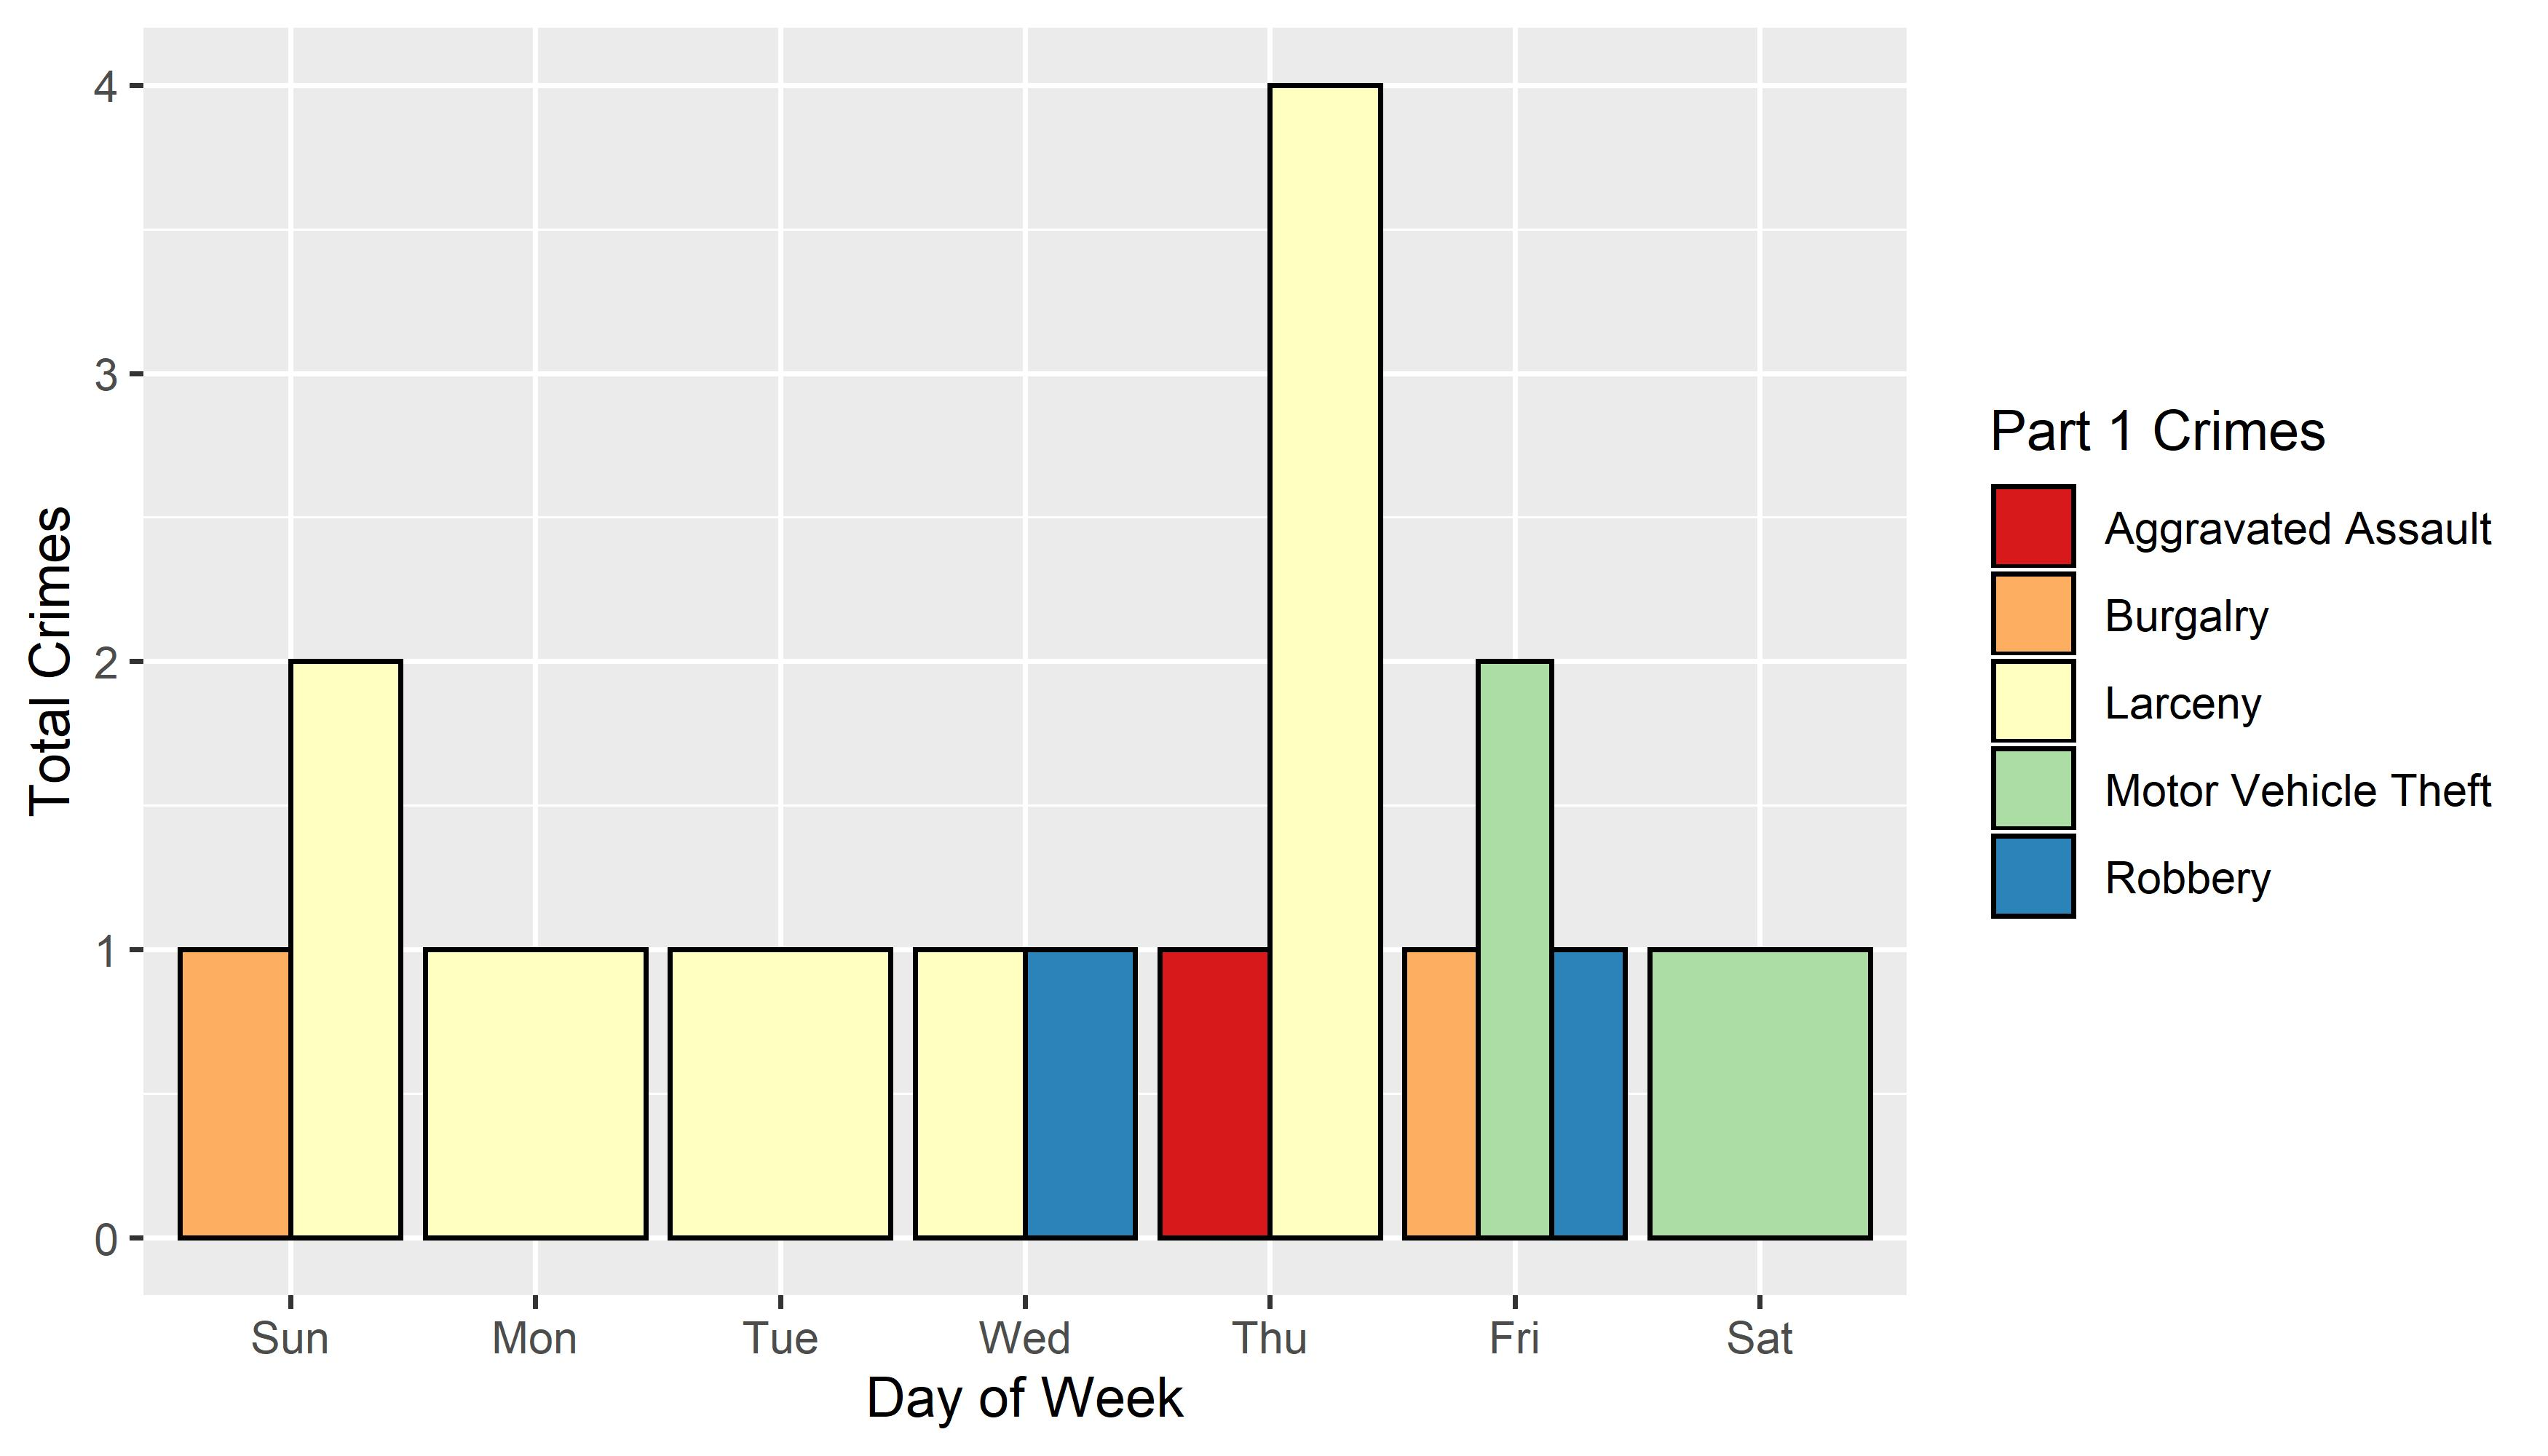 4
3
2
1
0
Total Crimes
Sun Mon Tue Wed Thu Fri Sat
Day of Week
Part 1 Crimes
Aggravated Assault
Burgalry
Larceny
Motor Vehicle Theft
Robbery